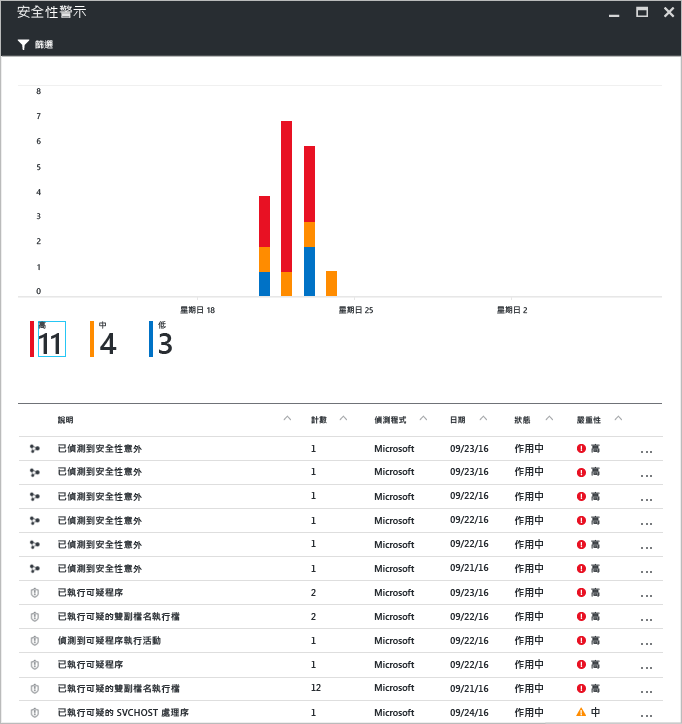 安全性警示
篩選
8
7
6
5
4
3
2
1
0
星期日 18 星期日 25 星期日 2
高 中 低
11 4 3
說明 計數 偵測程式 日期 狀態 嚴重性
已偵測到安全性意外 1 Microsoft 09/23/16 作用中 高 ...
已偵測到安全性意外 1 Microsoft 09/23/16 作用中 高 ...
已偵測到安全性意外 1 Microsoft 09/22/16 作用中 高 ...
已偵測到安全性意外 1 Microsoft 09/22/16 作用中 高 ...
已偵測到安全性意外 1 Microsoft 09/22/16 作用中 高 ...
已偵測到安全性意外 1 Microsoft 09/21/16 作用中 高 ...
已執行可疑程序 2 Microsoft 09/23/16 作用中 高 ...
已執行可疑的雙副檔名執行檔 2 Microsoft 09/22/16 作用中 高 ...
偵測到可疑程序執行活動 1 Microsoft 09/22/16 作用中 高 ...
已執行可疑程序 1 Microsoft 09/22/16 作用中 高 ...
已執行可疑的雙副檔名執行檔 12 Microsoft 09/21/16 作用中 高 ...
已執行可疑的 SVCHOST 處理序 1 Microsoft 09/24/16 作用中 中 ...